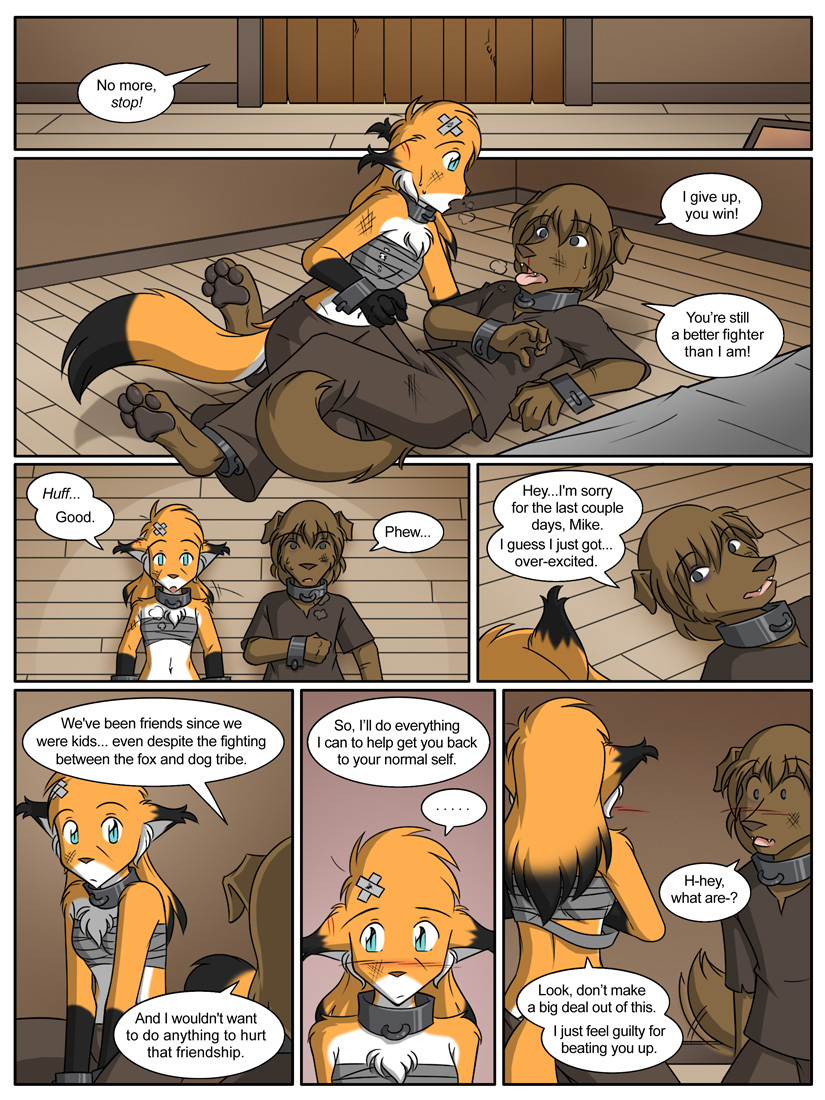 No more,
stop!
I give up,
you win!
You're still
a better fighter
than I am!
Huff...
Good.
Phew...
Hey...I'm sorry
for the last couple
days, Mike.
I guess I just got...
over-excited.
We've been friends since we
were kids... even despite the fighting
between the fox and dog tribe.
And I wouldn't want
to do anything to hurt
that friendship.
So, I'll do everything
I can to help get you back
to your normal self.
. . . . .
H-hey,
what are-?
Look, don't make
a big deal out of this.
I just feel guilty for
beating you up.